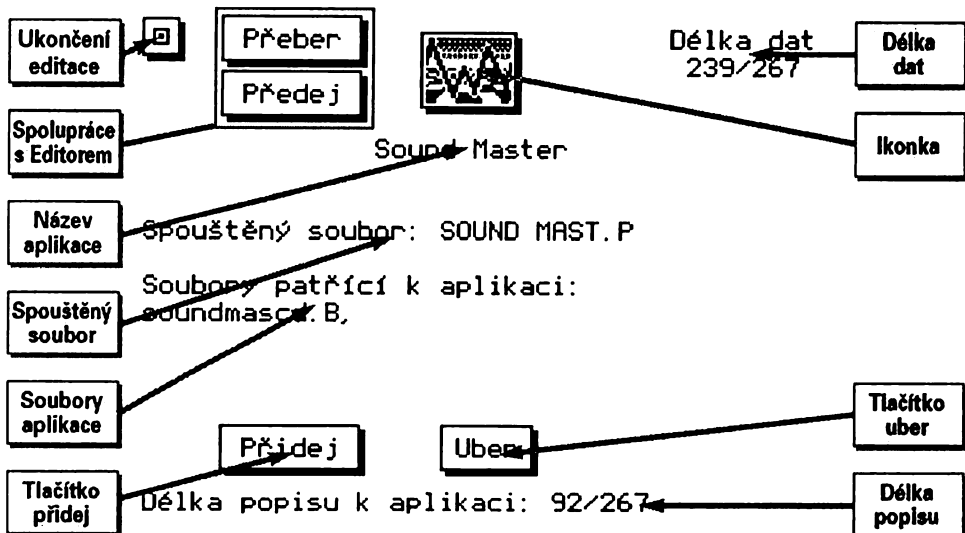 Ukončení
editace
Přeber
Předej
Délka dat
239/267
Délka
dat
Spolupráce
s Editorem
Ikonka
Sound Master
Název
aplikace
Spouštěný soubor: SOUND MAST.P
Soubory patřící k aplikaci:
soundmascd.B,
Spouštěný
soubor
Soubory
aplikace
Tlačítko
uber
Přidej
Uber
Tlačítko
přidej
Délka popisu k aplikaci: 92/267
Délka
popisu